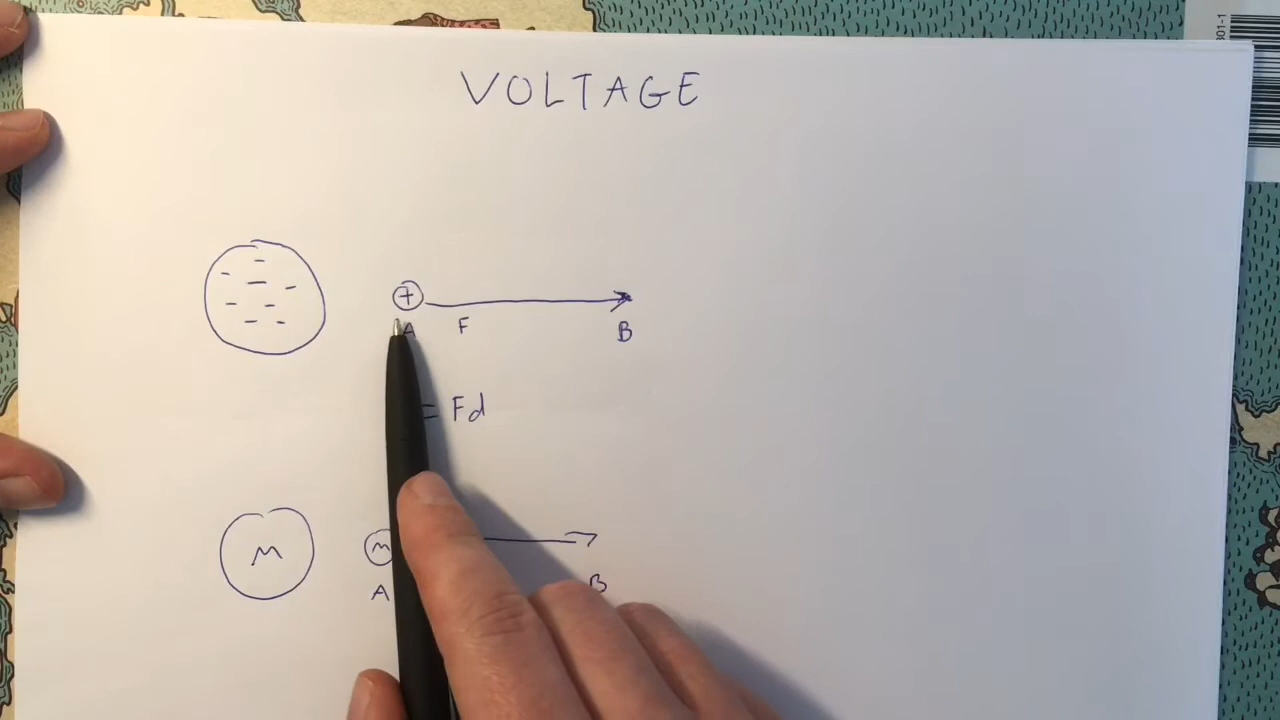 VOLTAGE
+
A F B
= Fd
M m
A B